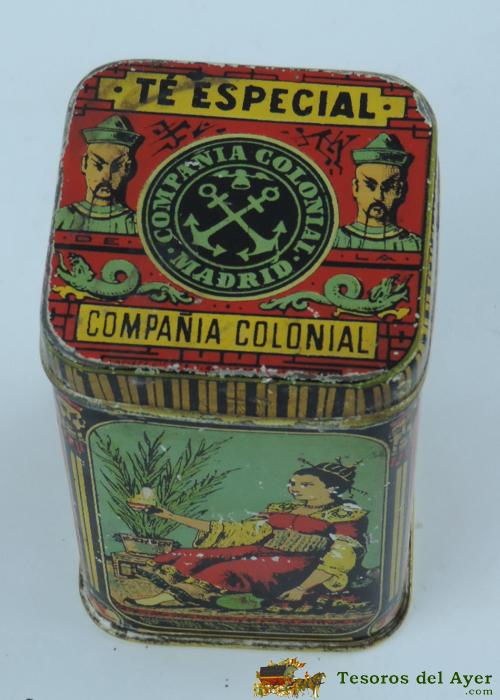 · TÉ ESPECIAL ·
COMPAÑIA COLONIAL
· MADRID ·
· DE · LA ·
COMPAÑIA COLONIAL
Tesoros del Ayer
.com